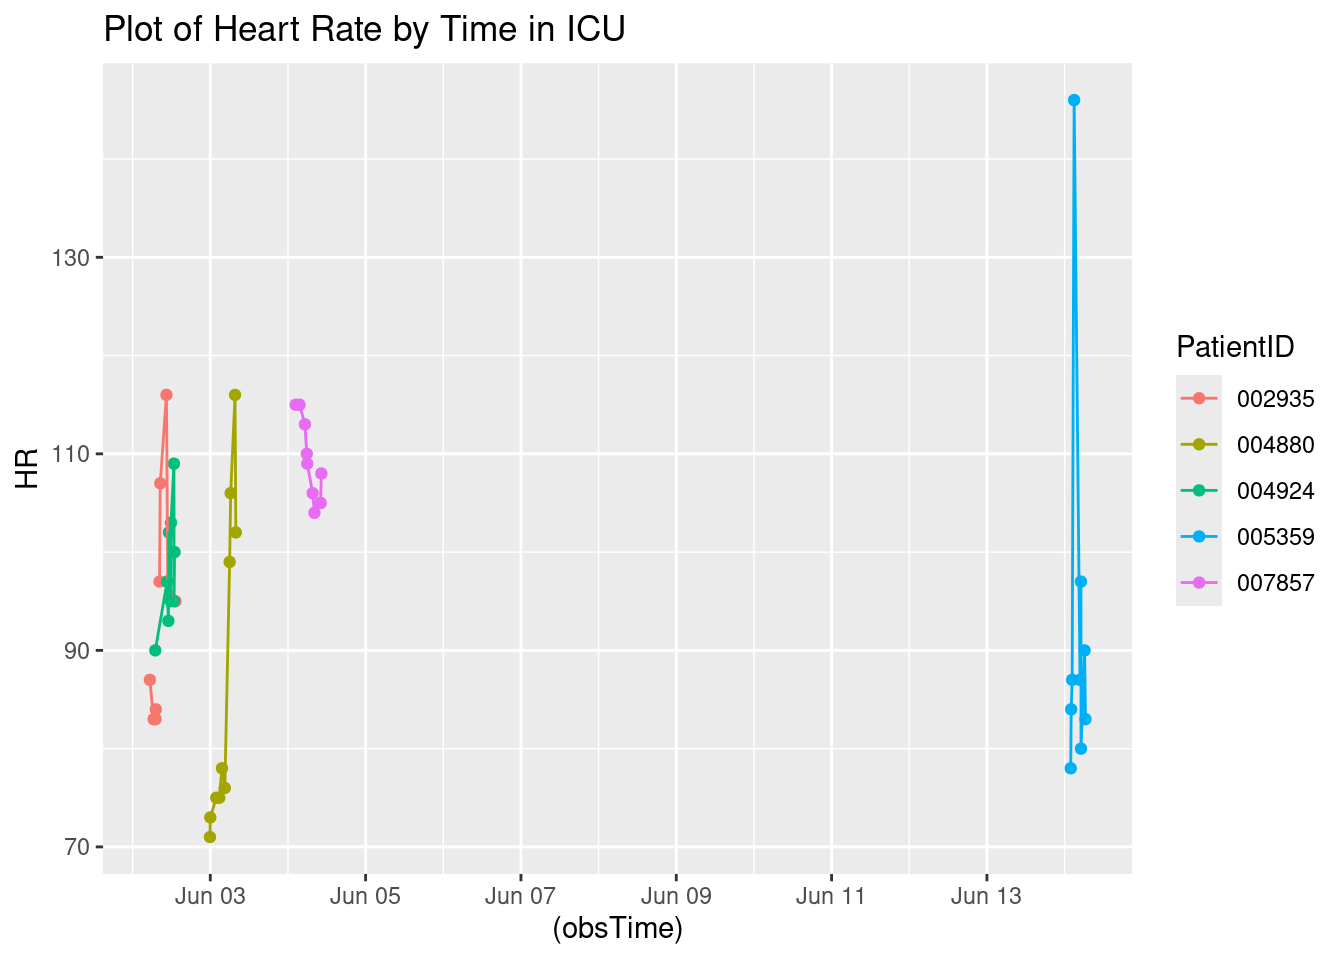 Plot of Heart Rate by Time in ICU
130
110
90
70
HR
Jun 03 Jun 05 Jun 07 Jun 09 Jun 11 Jun 13
(obsTime)
PatientID
002935
004880
004924
005359
007857